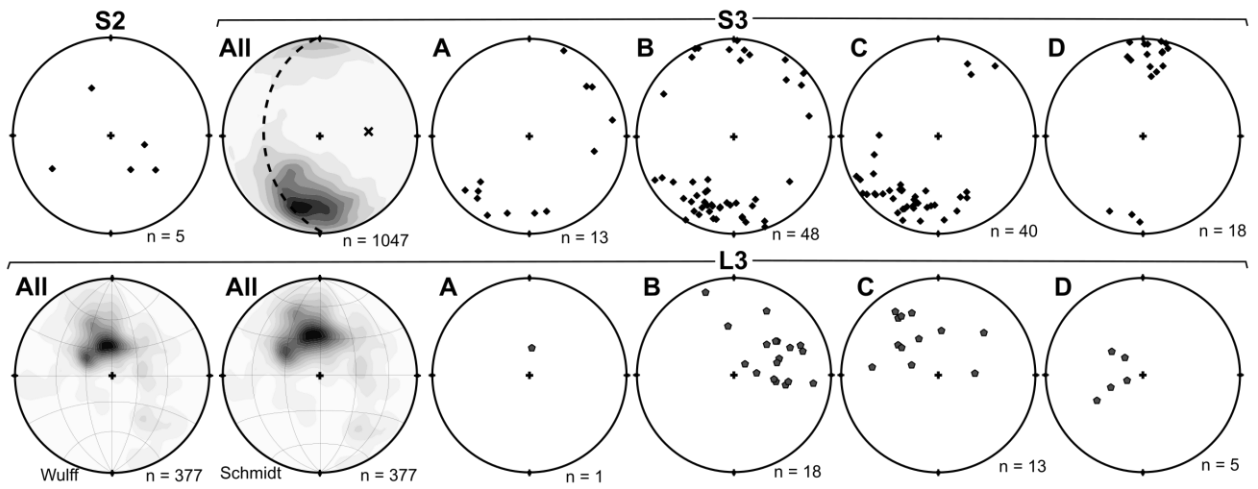 S2
S3
All
A
B
C
D
n = 5
n = 1047
n = 13
n = 48
n = 40
n = 18
L3
All
All
A
B
C
D
Wulff
n = 377
Schmidt
n = 377
n = 1
n = 18
n = 13
n = 5